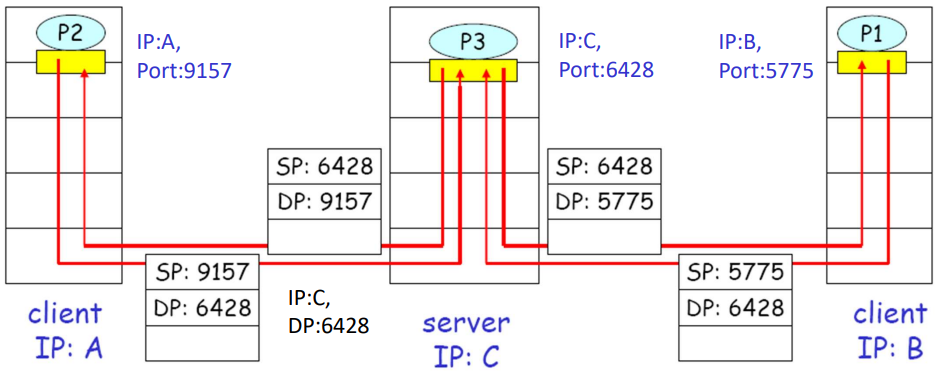 P2
IP:A,
Port:9157
P3
IP:C,
Port:6428
IP:B,
Port:5775
P1
SP: 6428
DP: 9157
SP: 6428
DP: 5775
SP: 9157
DP: 6428
IP:C,
DP:6428
SP: 5775
DP: 6428
client
IP: A
server
IP: C
client
IP: B